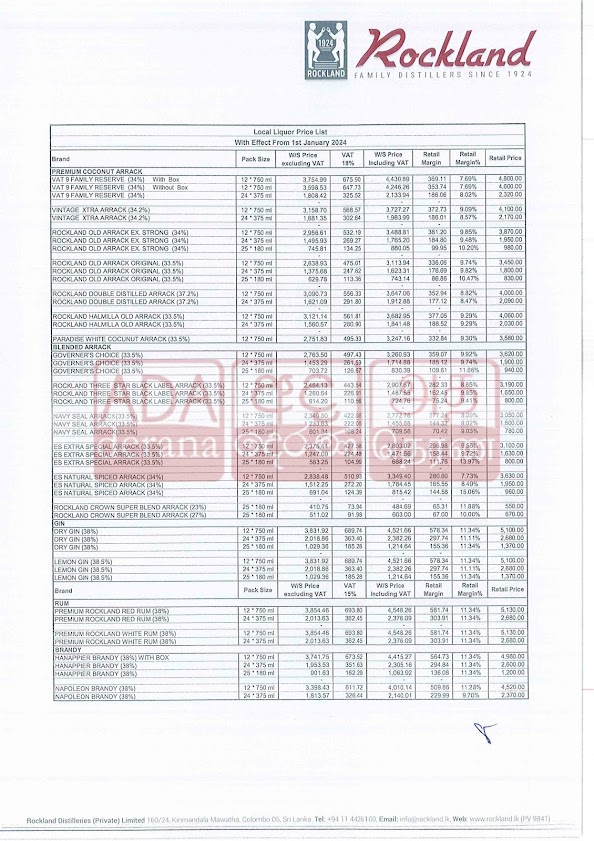 1924
ROCKLAND
Rockland
FAMILY DISTILLERS SINCE 1924
Local Liquor Price List
With Effect From 1st January 2024
Brand Pack Size W/S Price excluding VAT VAT 18% W/S Price Including VAT Retail Margin Retail Margin% Retail Price
PREMIUM COCONUT ARRACK
VAT 9 FAMILY RESERVE (34%) With Box 12 * 750 ml 3,754.99 675.90 4,430.89 369.11 7.69% 4,800.00
VAT 9 FAMILY RESERVE (34%) Without Box 12 * 750 ml 3,598.53 647.73 4,246.26 353.74 7.69% 4,600.00
VAT 9 FAMILY RESERVE (34%) 24 * 375 ml 1,808.42 325.52 2,133.94 186.06 8.02% 2,320.00
VINTAGE XTRA ARRACK (34.2%) 12 * 750 ml 3,158.70 568.57 3,727.27 372.73 9.09% 4,100.00
VINTAGE XTRA ARRACK (34.2%) 24 * 375 ml 1,681.35 302.64 1,983.99 186.01 8.57% 2,170.00
ROCKLAND OLD ARRACK EX. STRONG (34%) 12 * 750 ml 2,956.61 532.19 3,488.81 381.20 9.85% 3,870.00
ROCKLAND OLD ARRACK EX. STRONG (34%) 24 * 375 ml 1,495.93 269.27 1,765.20 184.80 9.48% 1,950.00
ROCKLAND OLD ARRACK EX. STRONG (34%) 25 * 180 ml 745.81 134.25 880.05 99.95 10.20% 980.00
ROCKLAND OLD ARRACK ORIGINAL (33.5%) 12 * 750 ml 2,638.93 475.01 3,113.94 336.06 9.74% 3,450.00
ROCKLAND OLD ARRACK ORIGINAL (33.5%) 24 * 375 ml 1,375.68 247.62 1,623.31 176.69 9.82% 1,800.00
ROCKLAND OLD ARRACK ORIGINAL (33.5%) 25 * 180 ml 629.78 113.36 743.14 86.86 10.47% 830.00
ROCKLAND DOUBLE DISTILLED ARRACK (37.2%) 12 * 750 ml 3,090.73 556.33 3,647.06 352.94 8.82% 4,000.00
ROCKLAND DOUBLE DISTILLED ARRACK (37.2%) 24 * 375 ml 1,621.09 291.80 1,912.88 177.12 8.47% 2,090.00
ROCKLAND HALMILLA OLD ARRACK (33.5%) 12 * 750 ml 3,121.14 561.81 3,682.95 377.05 9.29% 4,060.00
ROCKLAND HALMILLA OLD ARRACK (33.5%) 24 * 375 ml 1,560.57 280.90 1,841.48 188.52 9.29% 2,030.00
PARADISE WHITE COCONUT ARRACK (33.5%) 12 * 750 ml 2,751.83 495.33 3,247.16 332.84 9.30% 3,580.00
BLENDED ARRACK
GOVERNER'S CHOICE (33.5%) 12 * 750 ml 2,763.50 497.43 3,260.93 359.07 9.92% 3,620.00
GOVERNER'S CHOICE (33.5%) 24 * 375 ml 1,453.29 261.59 1,714.88 185.12 9.74% 1,900.00
GOVERNER'S CHOICE (33.5%) 25 * 180 ml 703.72 126.67 830.39 109.61 11.66% 940.00
ROCKLAND THREE STAR BLACK LABEL ARRACK (33.5%) 12 * 750 ml 2,464.13 443.54 2,907.67 282.33 8.85% 3,190.00
ROCKLAND THREE STAR BLACK LABEL ARRACK (33.5%) 24 * 375 ml 226.91 1,487.55 162.45 9.85% 1,650.00
ROCKLAND THREE STAR BLACK LABEL ARRACK (33.5%) 25 * 180 ml 614.20 110.56 724.76 75.24 9.41% 800.00
NAVY SEAL ARRACK(33.5%) 12 * 750 ml 3,050.00
NAVY SEAL ARRACK(33.5%) 24 * 375 ml 1,600.00
NAVY SEAL ARRACK(33.5%) 25 * 180 ml 780.00
ES EXTRA SPECIAL ARRACK (33.5%) 12 * 750 ml 427.58 3,100.00
ES EXTRA SPECIAL ARRACK (33.5%) 24 * 375 ml 1,247.09 224.48 1,471.56 158.44 9.72% 1,630.00
ES EXTRA SPECIAL ARRACK (33.5%) 25 * 180 ml 583.25 104.99 688.24 111.76 13.97% 800.00
ES NATURAL SPICED ARRACK (34%) 12 * 750 ml 2,838.48 510.93 3,349.40 280.60 7.73% 3,630.00
ES NATURAL SPICED ARRACK (34%) 24 * 375 ml 1,512.25 272.20 1,784.45 165.55 8.49% 1,950.00
ES NATURAL SPICED ARRACK (34%) 25 * 180 ml 691.04 124.39 815.42 144.58 15.06% 960.00
ROCKLAND CROWN SUPER BLEND ARRACK (23%) 25 * 180 ml 410.75 73.94 484.69 65.31 11.88% 550.00
ROCKLAND CROWN SUPER BLEND ARRACK (27%) 25 * 180 ml 511.02 91.98 603.00 67.00 10.00% 670.00
GIN
DRY GIN (38%) 12 * 750 ml 3,831.92 689.74 4,521.66 578.34 11.34% 5,100.00
DRY GIN (38%) 24 * 375 ml 2,018.86 363.40 2,382.26 297.74 11.11% 2,680.00
DRY GIN (38%) 25 * 180 ml 1,029.36 185.28 1,214.64 155.36 11.34% 1,370.00
LEMON GIN (38.5%) 12 * 750 ml 3,831.92 689.74 4,521.66 578.34 11.34% 5,100.00
LEMON GIN (38.5%) 24 * 375 ml 2,018.86 363.40 2,382.26 297.74 11.11% 2,680.00
LEMON GIN (38.5%) 25 * 180 ml 1,029.36 185.28 1,214.64 155.36 11.34% 1,370.00
Brand Pack Size W/S Price excluding VAT VAT 15% W/S Price Including VAT Retail Margin Retail Margin% Retail Price
RUM
PREMIUM ROCKLAND RED RUM (38%) 12 * 750 ml 3,854.46 693.80 4,548.26 581.74 11.34% 5,130.00
PREMIUM ROCKLAND RED RUM (38%) 24 * 375 ml 2,013.63 362.45 2,376.09 303.91 11.34% 2,680.00
PREMIUM ROCKLAND WHITE RUM (38%) 12 * 750 ml 3,854.46 693.80 4,548.26 581.74 11.34% 5,130.00
PREMIUM ROCKLAND WHITE RUM (38%) 24 * 375 ml 2,013.63 362.45 2,376.09 303.91 11.34% 2,680.00
BRANDY
HANAPPIER BRANDY (38%) WITH BOX 12 * 750 ml 3,741.75 673.52 4,415.27 564.73 11.34% 4,980.00
HANAPPIER BRANDY (38%) 24 * 375 ml 1,953.53 351.63 2,305.16 294.84 11.34% 2,600.00
HANAPPIER BRANDY (38%) 25 * 180 ml 901.63 162.29 1,063.92 136.08 11.34% 1,200.00
NAPOLEON BRANDY (38%) 12 * 750 ml 3,398.43 611.72 4,010.14 509.86 11.28% 4,520.00
NAPOLEON BRANDY (38%) 24 * 375 ml 1,813.57 326.44 2,140.01 229.99 9.70% 2,370.00
Rockland Distilleries (Private) Limited 160/24, Kirimandala Mawatha, Colombo 05, Sri Lanka Tel: +94 11 4426100, Email: info@rockland.lk, Web: www.rockland.lk (PV 9841)